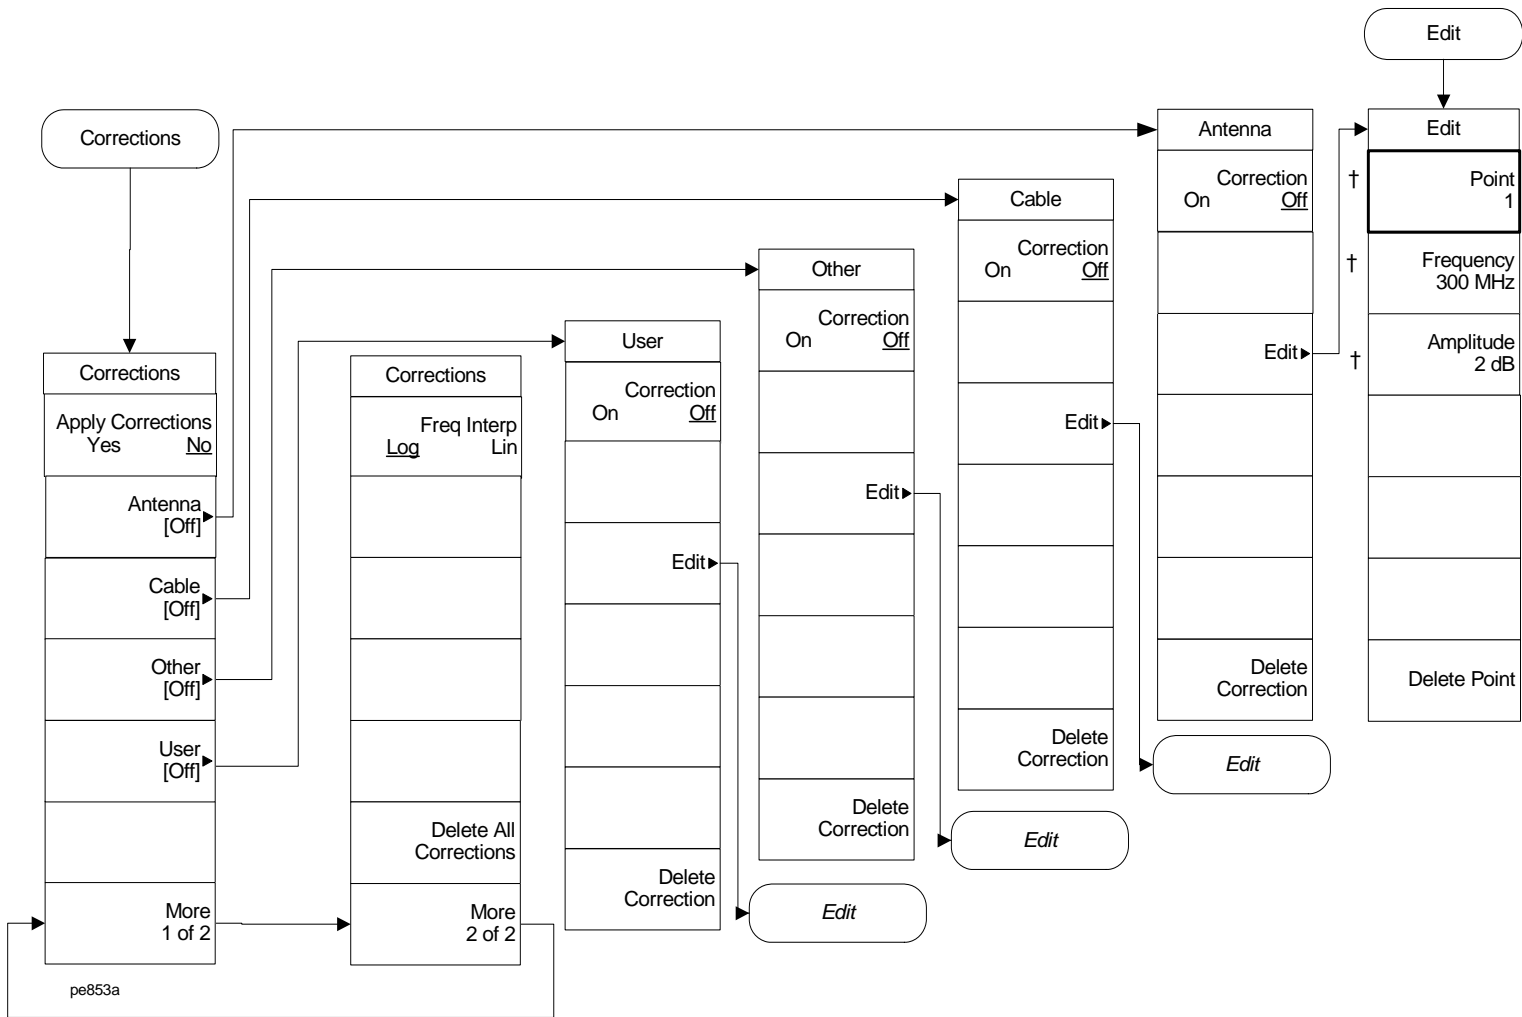 Corrections
Corrections
Apply Corrections
Yes No
Antenna
[Off]
Cable
[Off]
Other
[Off]
User
[Off]
More
1 of 2
pe853a
Corrections
Freq Interp
Log Lin
Delete All
Corrections
More
2 of 2
User
Correction
On Off
Edit
Delete
Correction
Edit
Other
Correction
On Off
Edit
Delete
Correction
Edit
Cable
Correction
On Off
Edit
Delete
Correction
Edit
Antenna
Correction
On Off
Edit
Delete
Correction
Edit
Edit
† Point
1
† Frequency
300 MHz
† Amplitude
2 dB
Delete Point